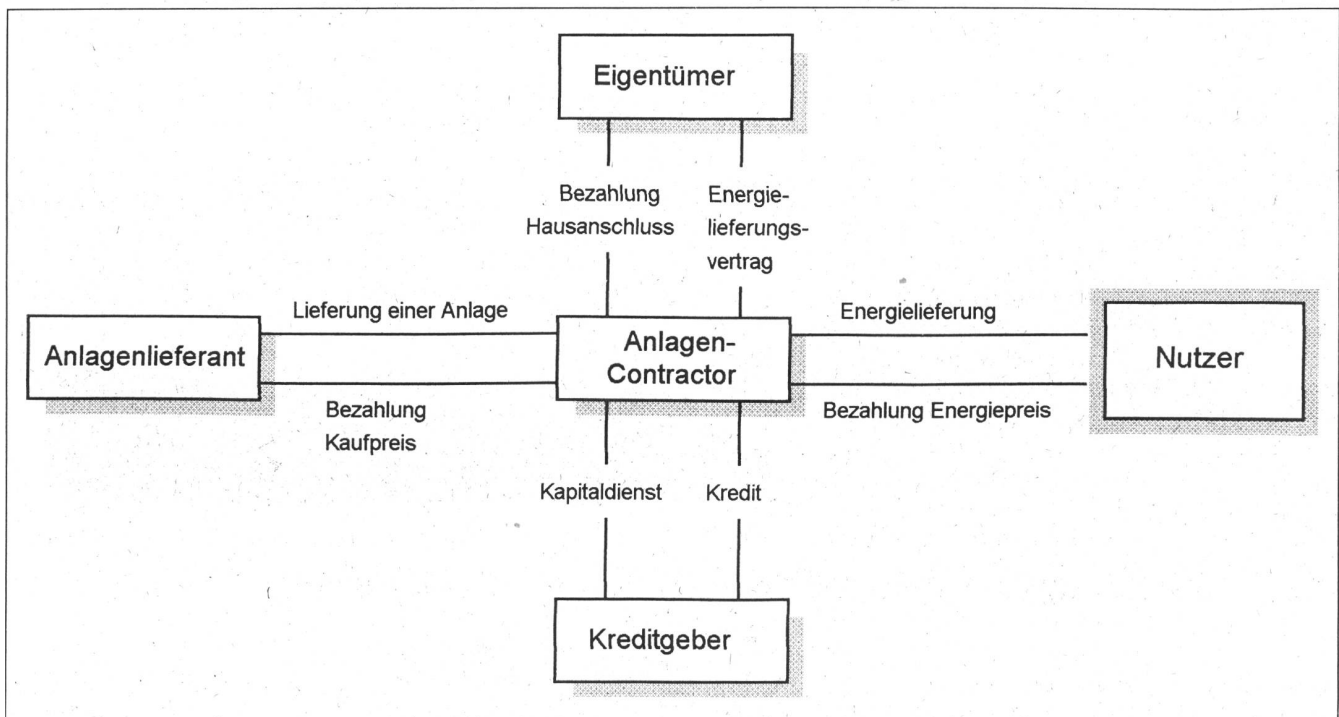 Eigentümer
Bezahlung
Hausanschluss
Energie-
lieferungs-
vertrag
Lieferung einer Anlage
Energielieferung
Anlagenlieferant
Anlagen-
Contractor
Nutzer
Bezahlung
Kaufpreis
Bezahlung Energiepreis
Kapitaldienst
Kredit
Kreditgeber